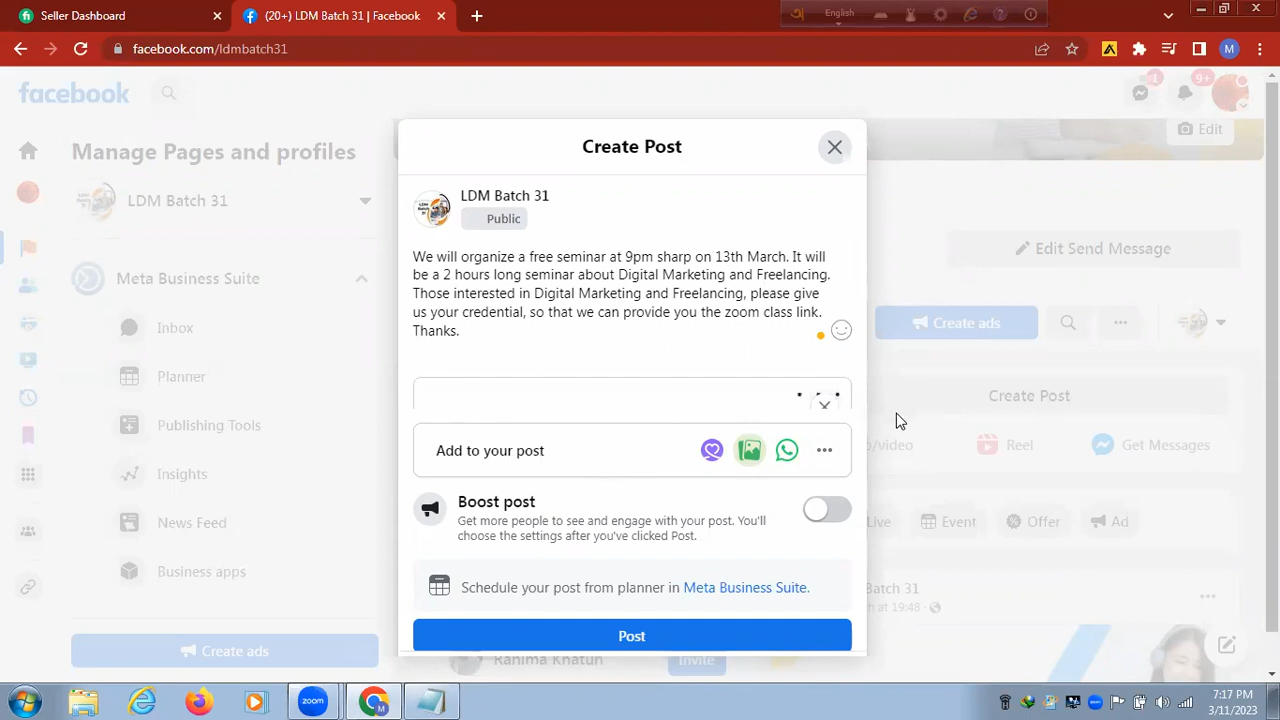 Seller Dashboard
(20+) LDM Batch 31 | Facebook
English
facebook.com/ldmbatch31
M
facebook
1
9+
Edit
Manage Pages and profiles
LDM Batch 31
Edit Send Message
Meta Business Suite
Create ads
Inbox
Planner
Create Post
Publishing Tools
o/video
Reel
Get Messages
Insights
News Feed
Live
Event
Offer
Ad
Business apps
Batch 31
h at 19:48
Create ads
Rahima Khatun
Invite
Create Post
LDM Batch 31
Public
We will organize a free seminar at 9pm sharp on 13th March. It will
be a 2 hours long seminar about Digital Marketing and Freelancing.
Those interested in Digital Marketing and Freelancing, please give
us your credential, so that we can provide you the zoom class link.
Thanks.
Add to your post
Boost post
Get more people to see and engage with your post. You'll
choose the settings after you've clicked Post.
Schedule your post from planner in Meta Business Suite.
Post
zoom
7:17 PM
3/11/2023